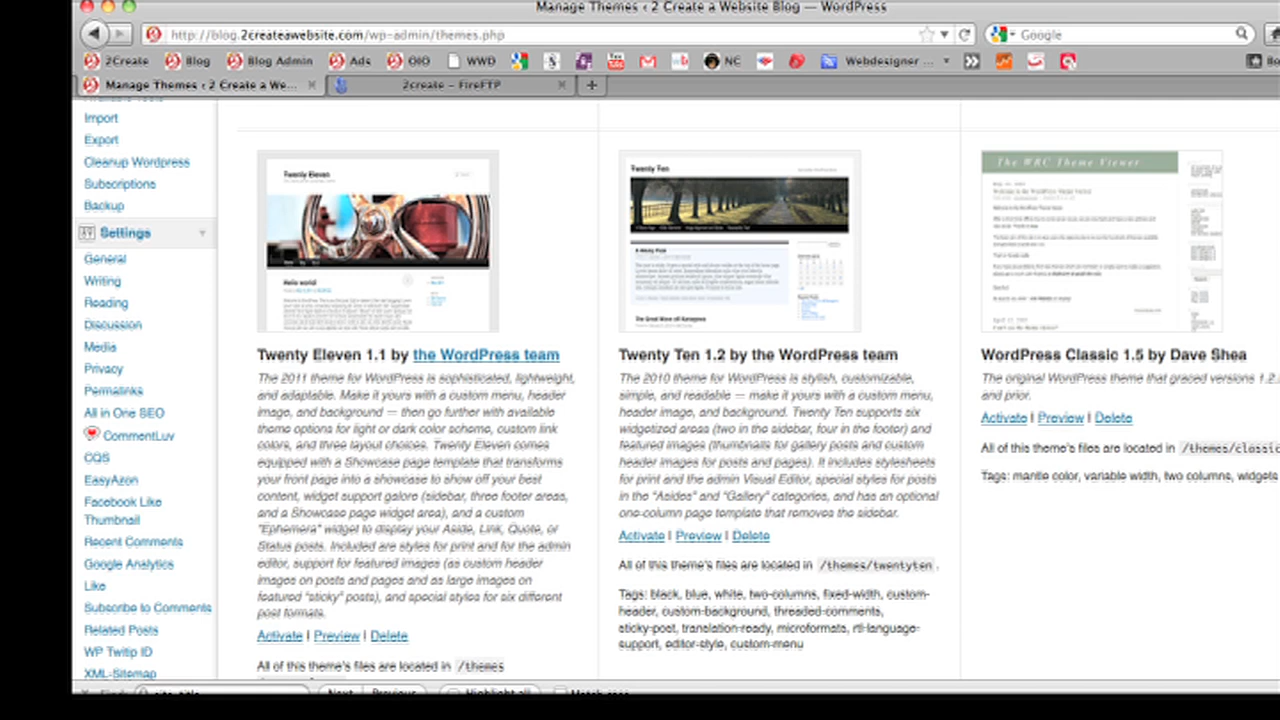 Manage Themes ‹ 2 Create a Website Blog — WordPress
http://blog.2createawebsite.com/wp-admin/themes.php
Google
2Create
Blog
Blog Admin
Ads
OIO
WWD
NC
Webdesigner ...
Manage Themes ‹ 2 Create a We...
2create – FireFTP
Import
Export
Cleanup Wordpress
Subscriptions
Backup
Settings
General
Writing
Reading
Discussion
Media
Privacy
Permalinks
All in One SEO
CommentLuv
CQS
EasyAzon
Facebook Like
Thumbnail
Recent Comments
Google Analytics
Like
Subscribe to Comments
Related Posts
WP Twitip ID
XML-Sitemap
Twenty Eleven
Hello world
Twenty Eleven 1.1 by the WordPress team
The 2011 theme for WordPress is sophisticated, lightweight,
and adaptable. Make it yours with a custom menu, header
image, and background — then go further with available
theme options for light or dark color scheme, custom link
colors, and three layout choices. Twenty Eleven comes
equipped with a Showcase page template that transforms
your front page into a showcase to show off your best
content, widget support galore (sidebar, three footer areas,
and a Showcase page widget area), and a custom
"Ephemera" widget to display your Aside, Link, Quote, or
Status posts. Included are styles for print and for the admin
editor, support for featured images (as custom header
images on posts and pages and as large images on
featured "sticky" posts), and special styles for six different
post formats.
Activate | Preview | Delete
All of this theme's files are located in /themes
Twenty Ten
The Great Wave off Kanagawa
Twenty Ten 1.2 by the WordPress team
The 2010 theme for WordPress is stylish, customizable,
simple, and readable — make it yours with a custom menu,
header image, and background. Twenty Ten supports six
widgetized areas (two in the sidebar, four in the footer) and
featured images (thumbnails for gallery posts and custom
header images for posts and pages). It includes stylesheets
for print and the admin Visual Editor, special styles for posts
in the "Asides" and "Gallery" categories, and has an optional
one-column page template that removes the sidebar.
Activate | Preview | Delete
All of this theme's files are located in /themes/twentyten .
Tags: black, blue, white, two-columns, fixed-width, custom-
header, custom-background, threaded-comments,
sticky-post, translation-ready, microformats, rtl-language-
support, editor-style, custom-menu
The WRC Theme Viewer
WordPress Classic 1.5 by Dave Shea
The original WordPress theme that graced versions 1.2.
and prior.
Activate | Preview | Delete
All of this theme's files are located in /themes/classic
Tags: mantle color, variable width, two columns, widgets
Next
Previous
Highlight all
Match case